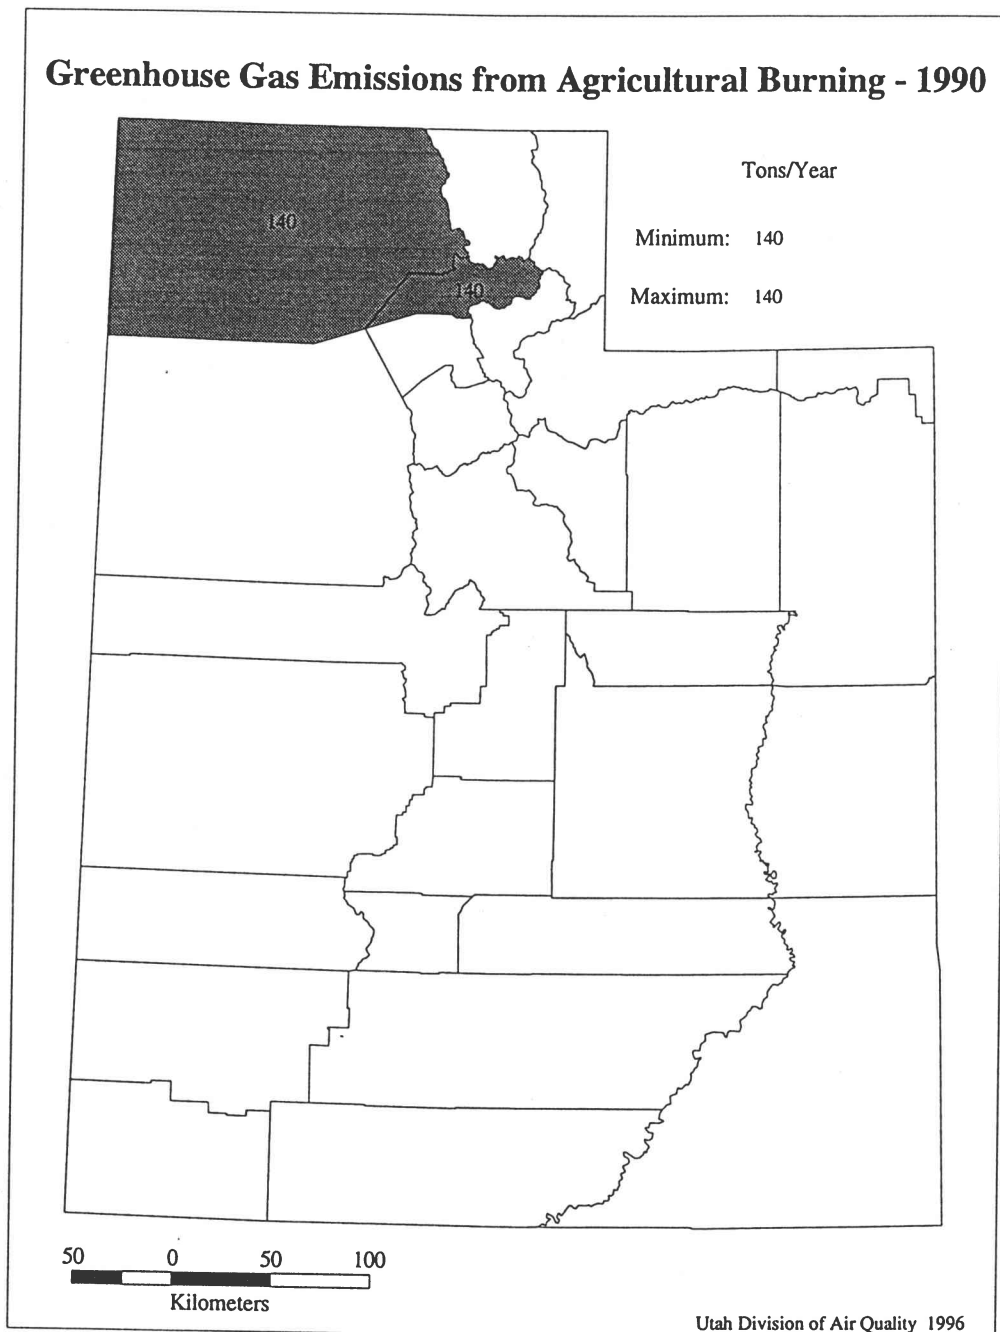 Greenhouse Gas Emissions from Agricultural Burning - 1990
Tons/Year
140
Minimum: 140
140
Maximum: 140
50 0 50 100
Kilometers
Utah Division of Air Quality 1996